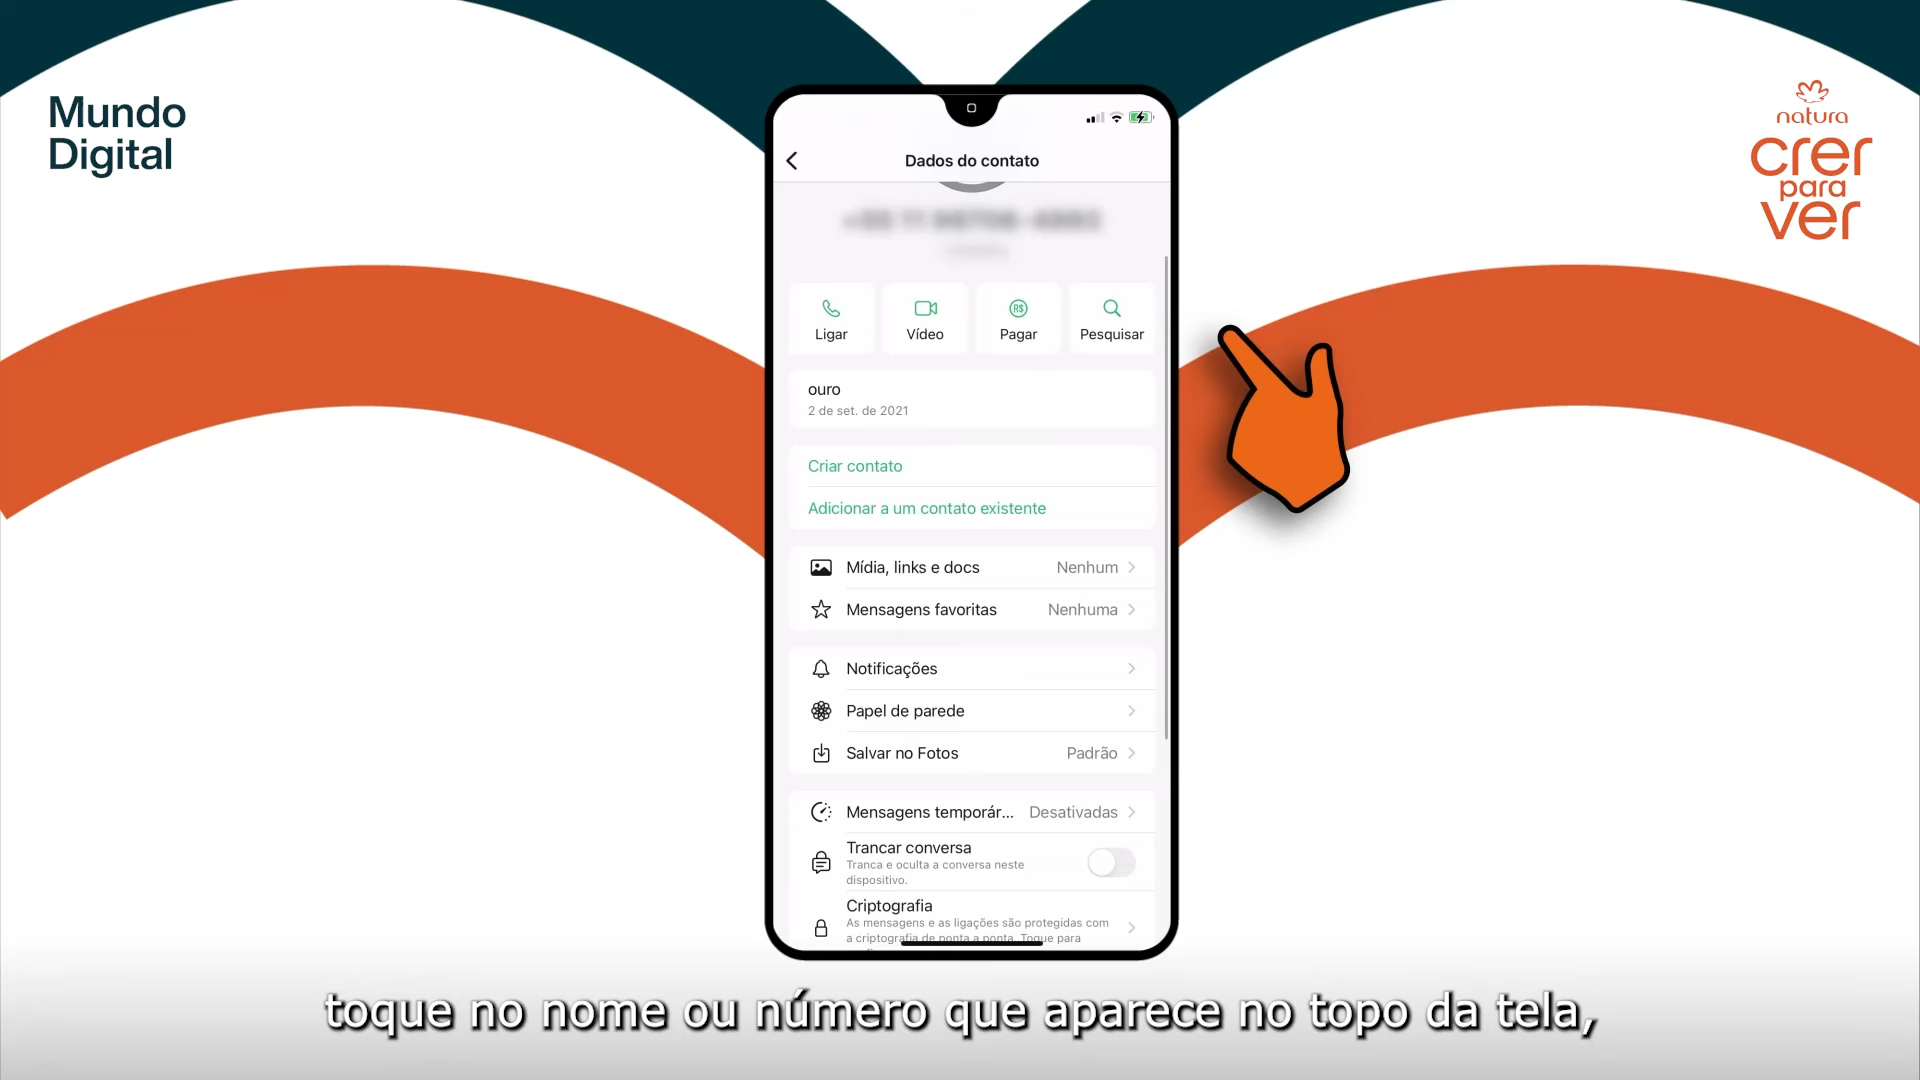 Mundo
Digital
natura
crer
para
ver
Dados do contato
Ligar
Vídeo
R$
Pagar
Pesquisar
ouro
2 de set. de 2021
Criar contato
Adicionar a um contato existente
Mídia, links e docs Nenhum
Mensagens favoritas Nenhuma
Notificações
Papel de parede
Salvar no Fotos Padrão
Mensagens temporár... Desativadas
Trancar conversa
Tranca e oculta a conversa neste
dispositivo.
Criptografia
As mensagens e as ligações são protegidas com
a criptografia de ponta a ponta. Toque para
toque no nome ou número que aparece no topo da tela,